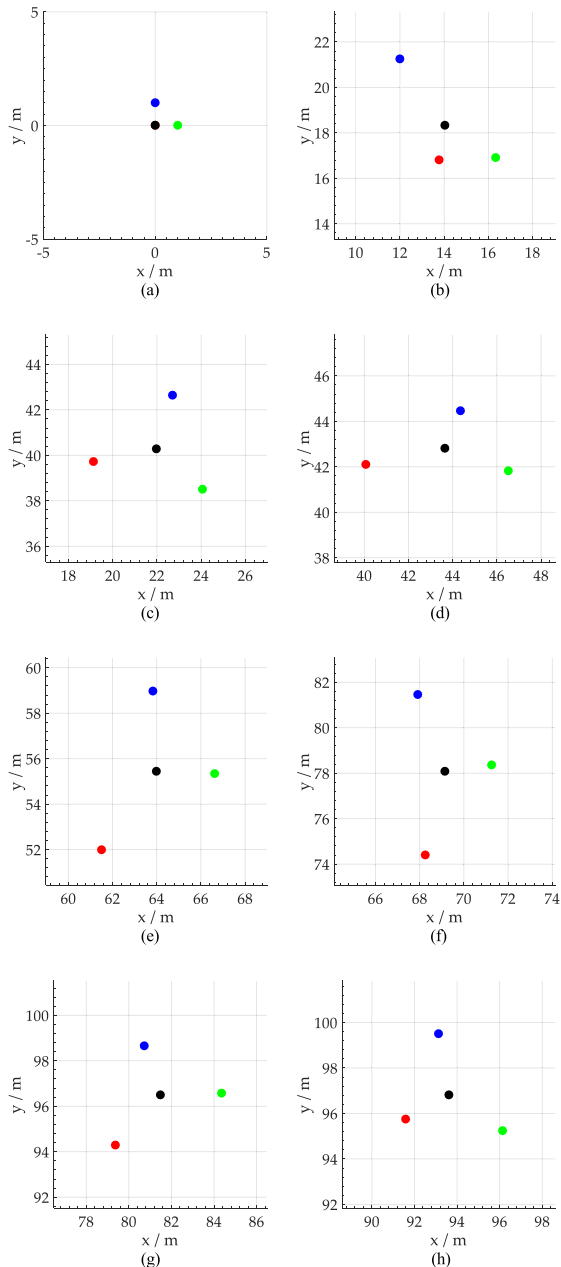 5
0
-5
-5 0 5
y / m
x / m
(a)
22
20
18
16
14
10 12 14 16 18
y / m
x / m
(b)
44
42
40
38
36
18 20 22 24 26
y / m
x / m
(c)
46
44
42
40
38
40 42 44 46 48
y / m
x / m
(d)
60
58
56
54
52
60 62 64 66 68
y / m
x / m
(e)
82
80
78
76
74
66 68 70 72 74
y / m
x / m
(f)
100
98
96
94
92
78 80 82 84 86
y / m
x / m
(g)
100
98
96
94
92
90 92 94 96 98
y / m
x / m
(h)